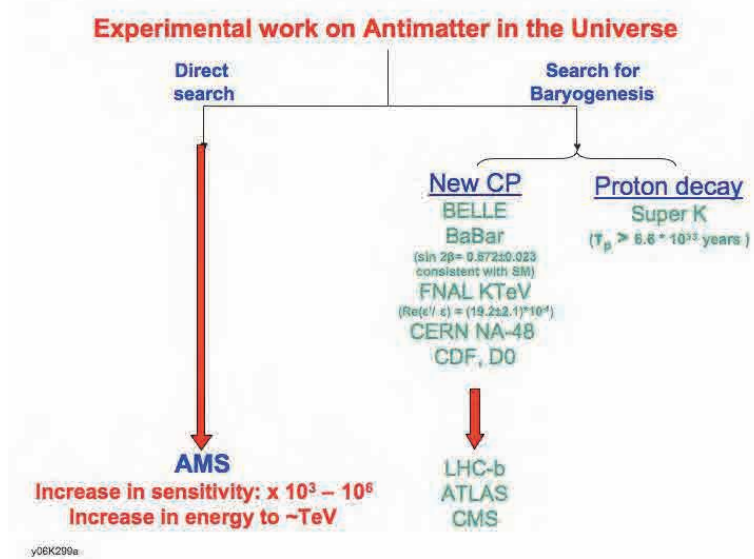 Experimental work on Antimatter in the Universe
Direct
search
Search for
Baryogenesis
New CP
BELLE
BaBar
(sin 2β= 0.672±0.023
consistent with SM)
FNAL KTeV
(Re(ε'/ ε) = (19.2±2.1)*10⁻⁴)
CERN NA-48
CDF, D0
Proton decay
Super K
(τp > 6.6 * 10³³ years )
AMS
Increase in sensitivity: x 10³ – 10⁶
Increase in energy to ~TeV
LHC-b
ATLAS
CMS
y06K299a